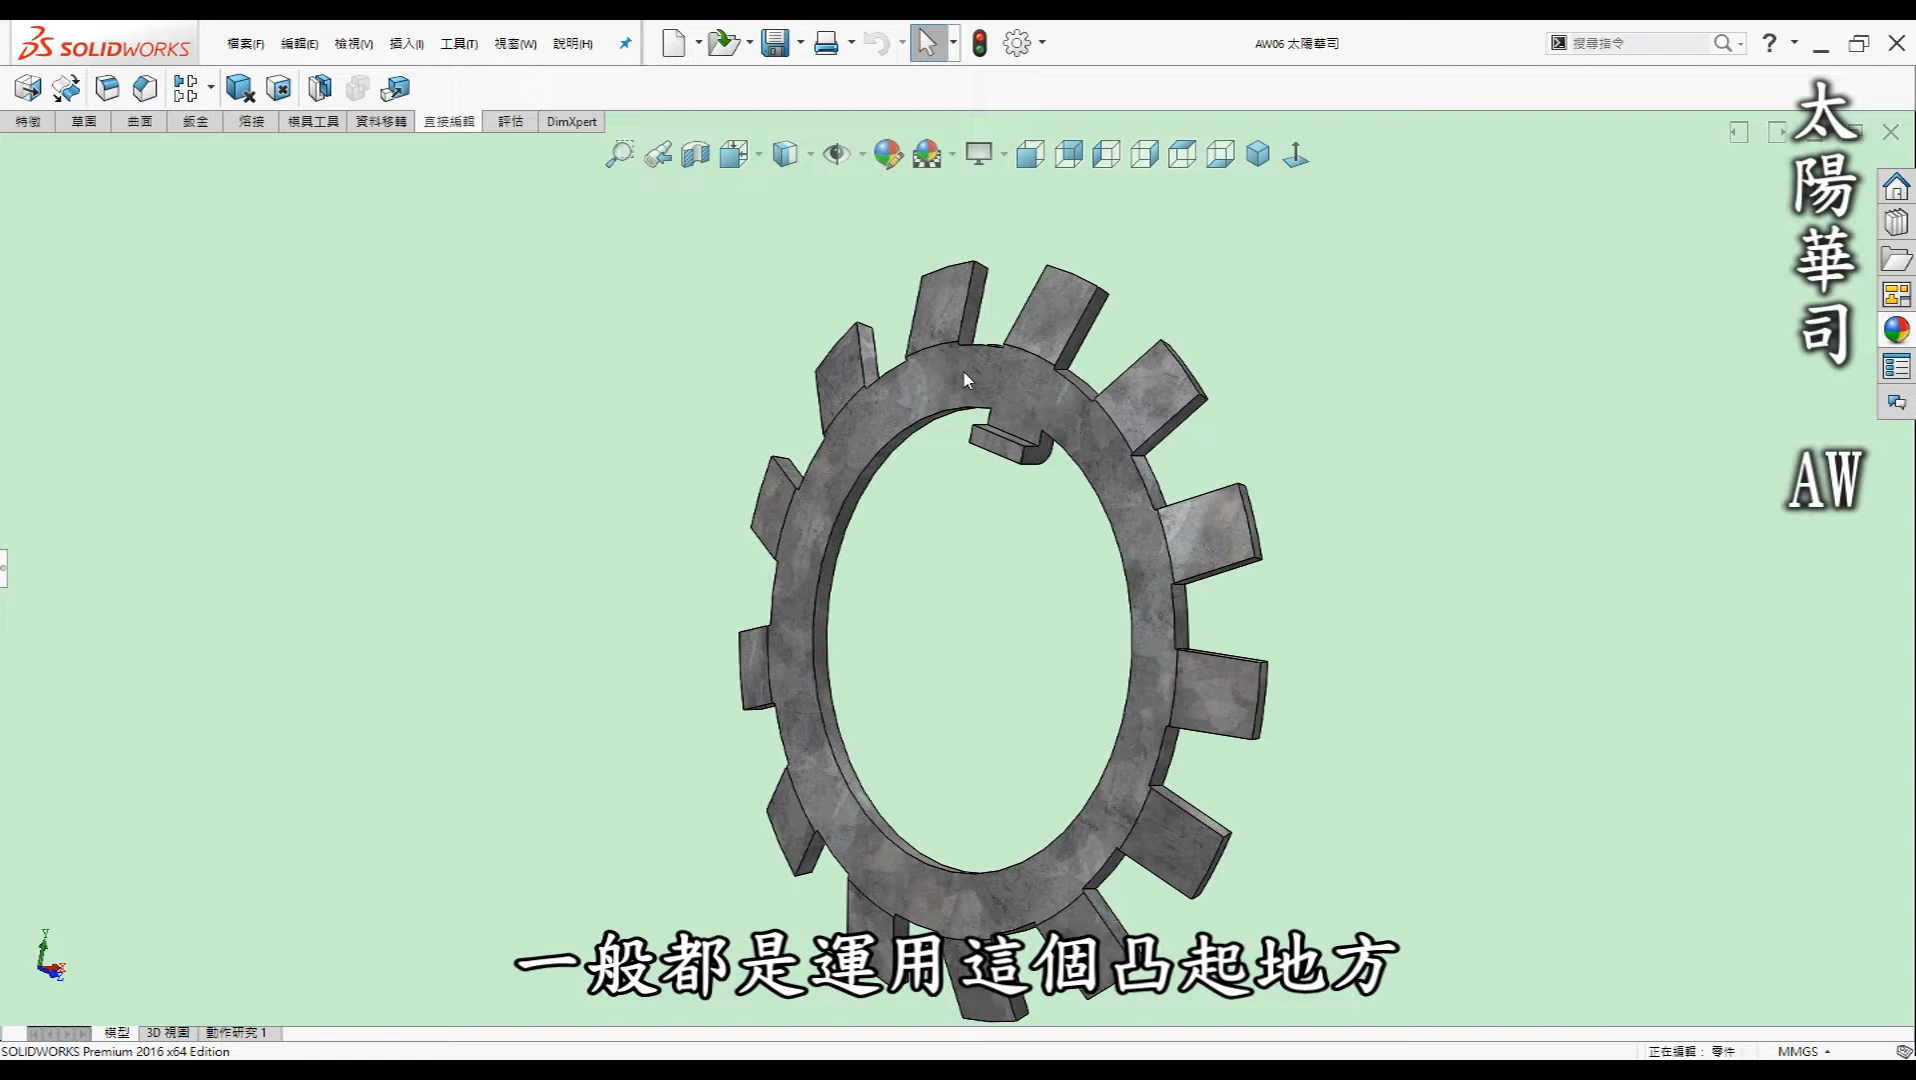 SOLIDWORKS
檔案(F) 編輯(E) 檢視(V) 插入(I) 工具(T) 視窗(W) 說明(H)
AW06 太陽華司
搜尋指令
特徵 草圖 曲面 鈑金 熔接 模具工具 資料移轉 直接編輯 評估 DimXpert
太陽華司
AW
一般都是運用這個凸起地方
Y
X
Z
模型 3D 視圖 動作研究 1
SOLIDWORKS Premium 2016 x64 Edition
正在編輯： 零件
MMGS